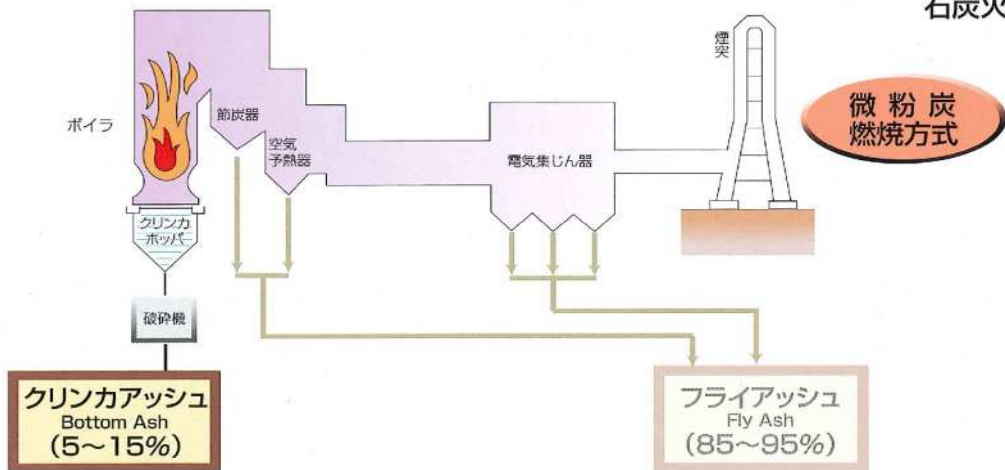 石炭火
煙突
微粉炭
燃焼方式
ボイラ
節炭器
空気
予熱器
電気集じん器
クリンカ
ホッパ
破砕機
クリンカアッシュ
Bottom Ash
(5〜15%)
フライアッシュ
Fly Ash
(85〜95%)